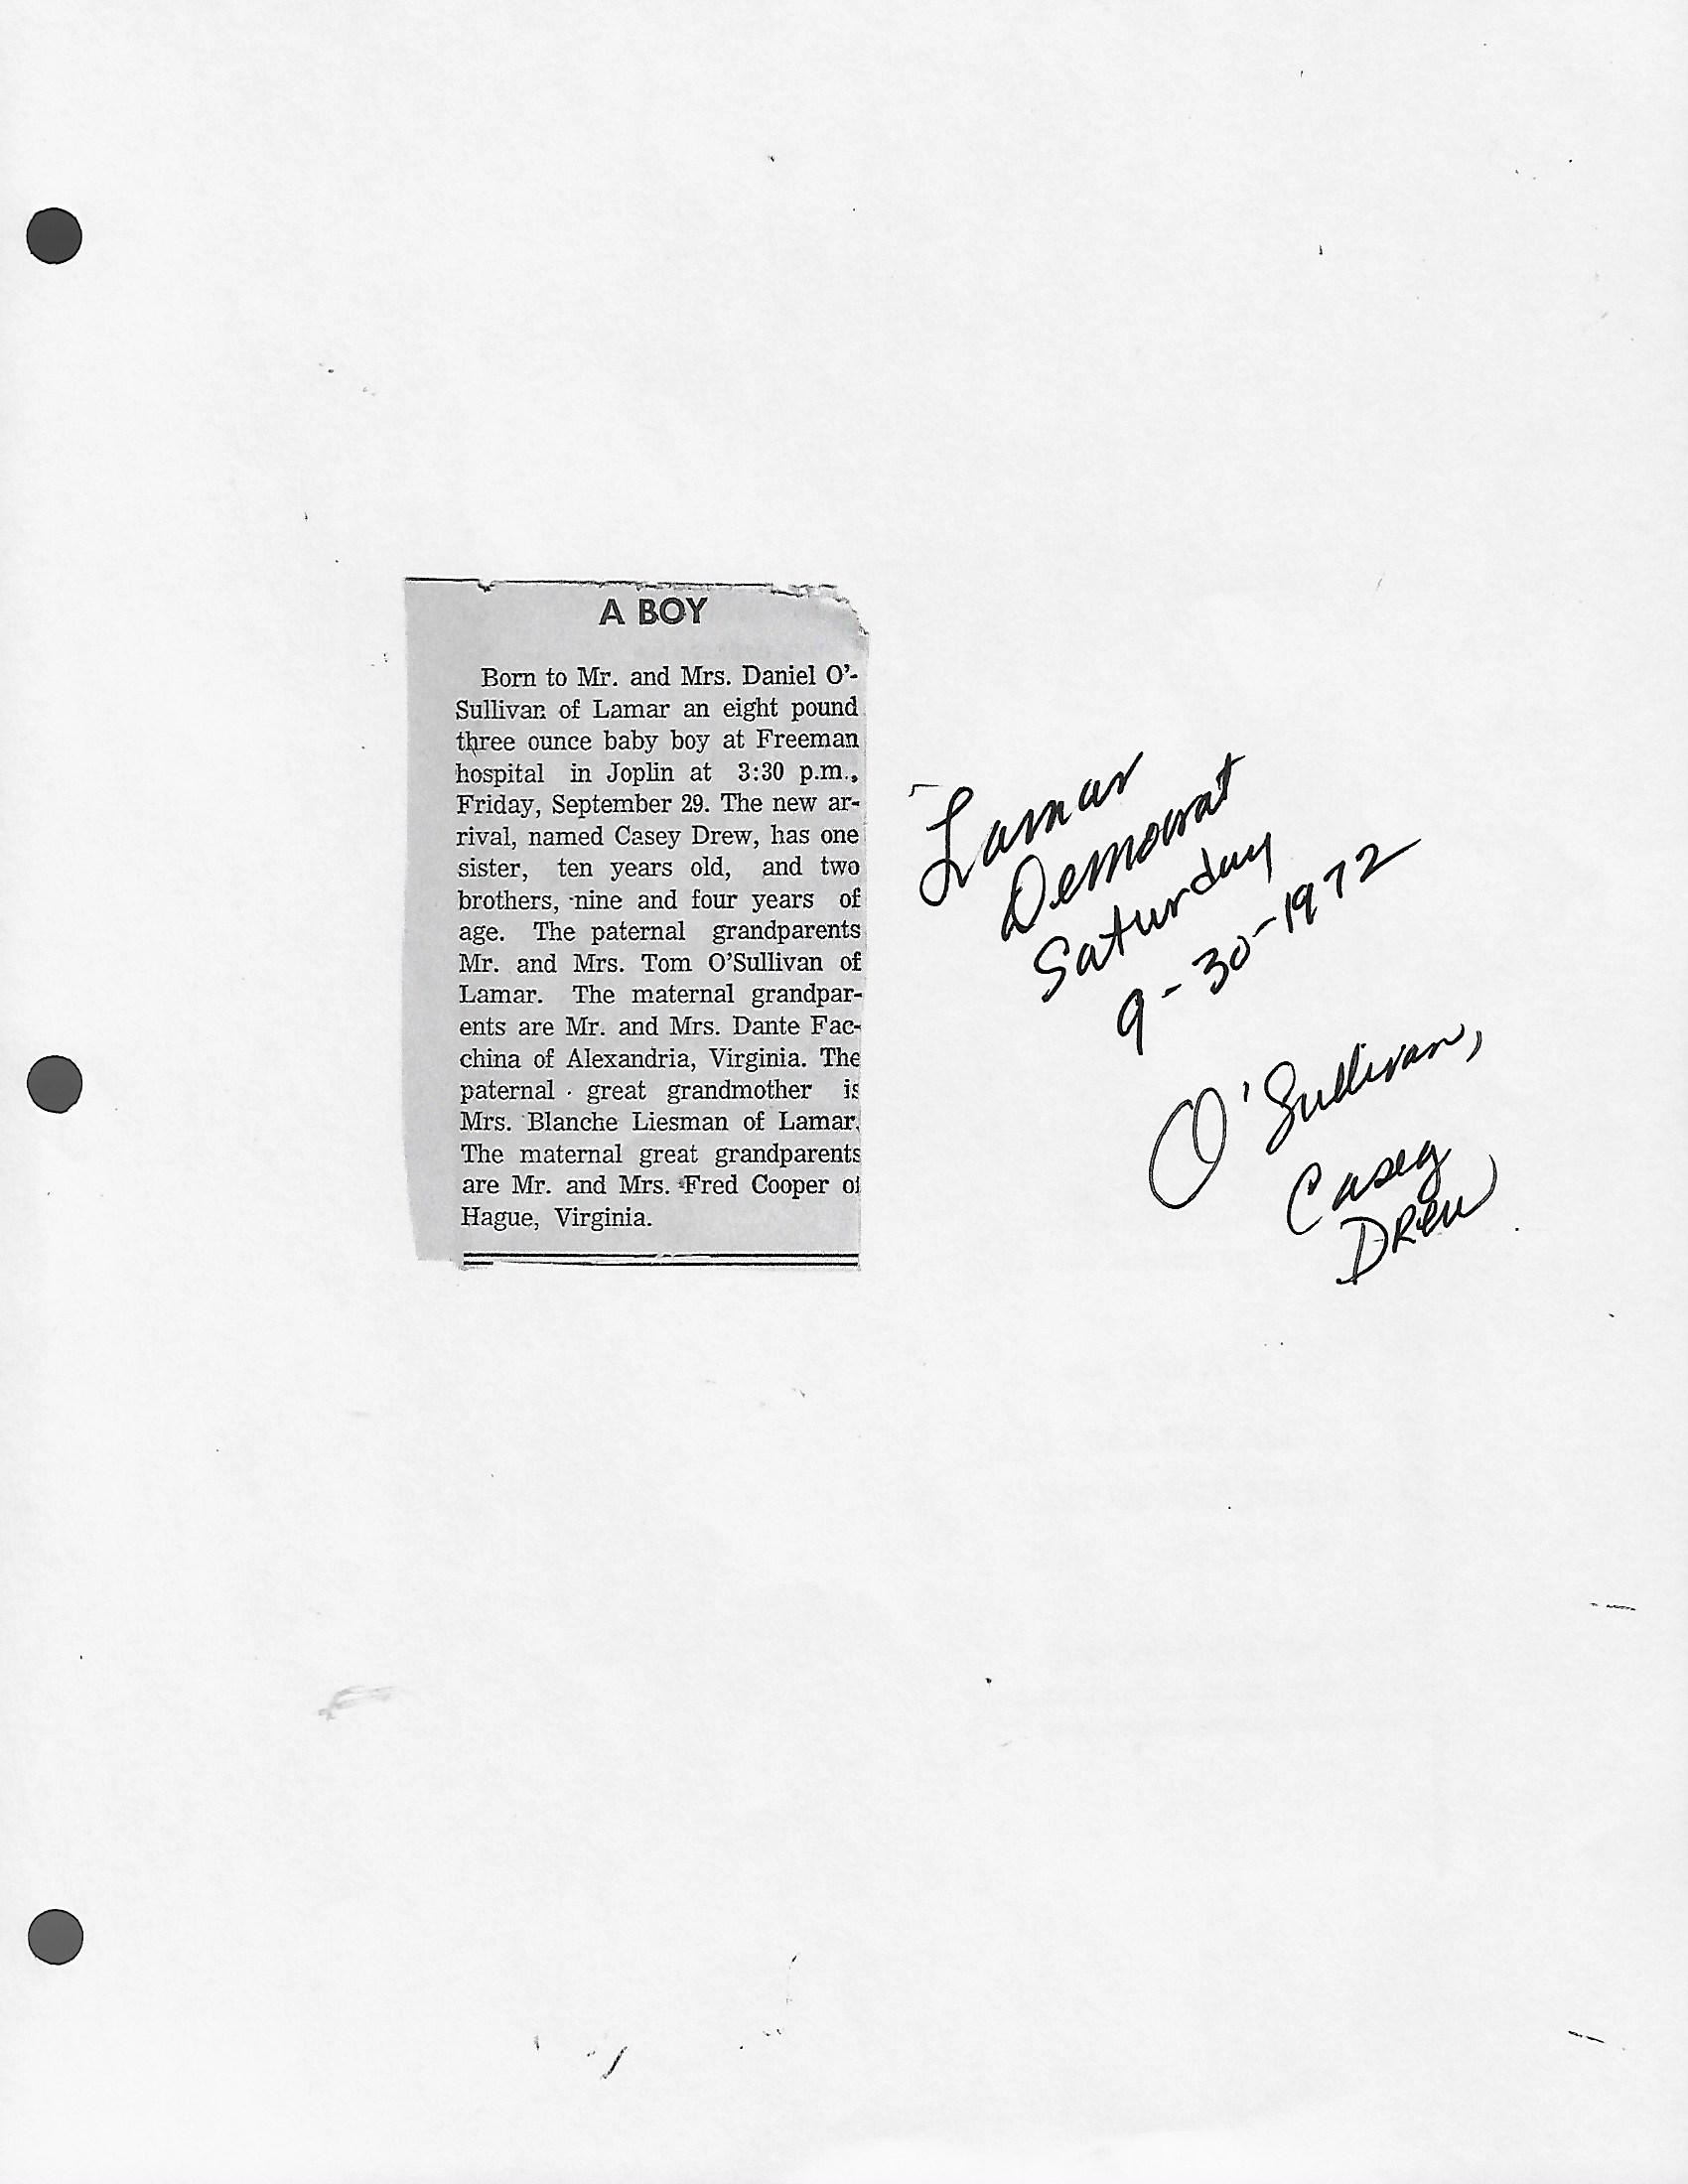 A BOY
Born to Mr. and Mrs. Daniel O'-
Sullivan of Lamar an eight pound
three ounce baby boy at Freeman
hospital in Joplin at 3:30 p.m.,
Friday, September 29. The new ar-
rival, named Casey Drew, has one
sister, ten years old, and two
brothers, nine and four years of
age. The paternal grandparents
Mr. and Mrs. Tom O'Sullivan of
Lamar. The maternal grandpar-
ents are Mr. and Mrs. Dante Fac-
china of Alexandria, Virginia. The
paternal great grandmother is
Mrs. Blanche Liesman of Lamar.
The maternal great grandparents
are Mr. and Mrs. Fred Cooper of
Hague, Virginia.
Lamar
Democrat
Saturday
9-30-1972
O'Sullivan,
Casey
Drew